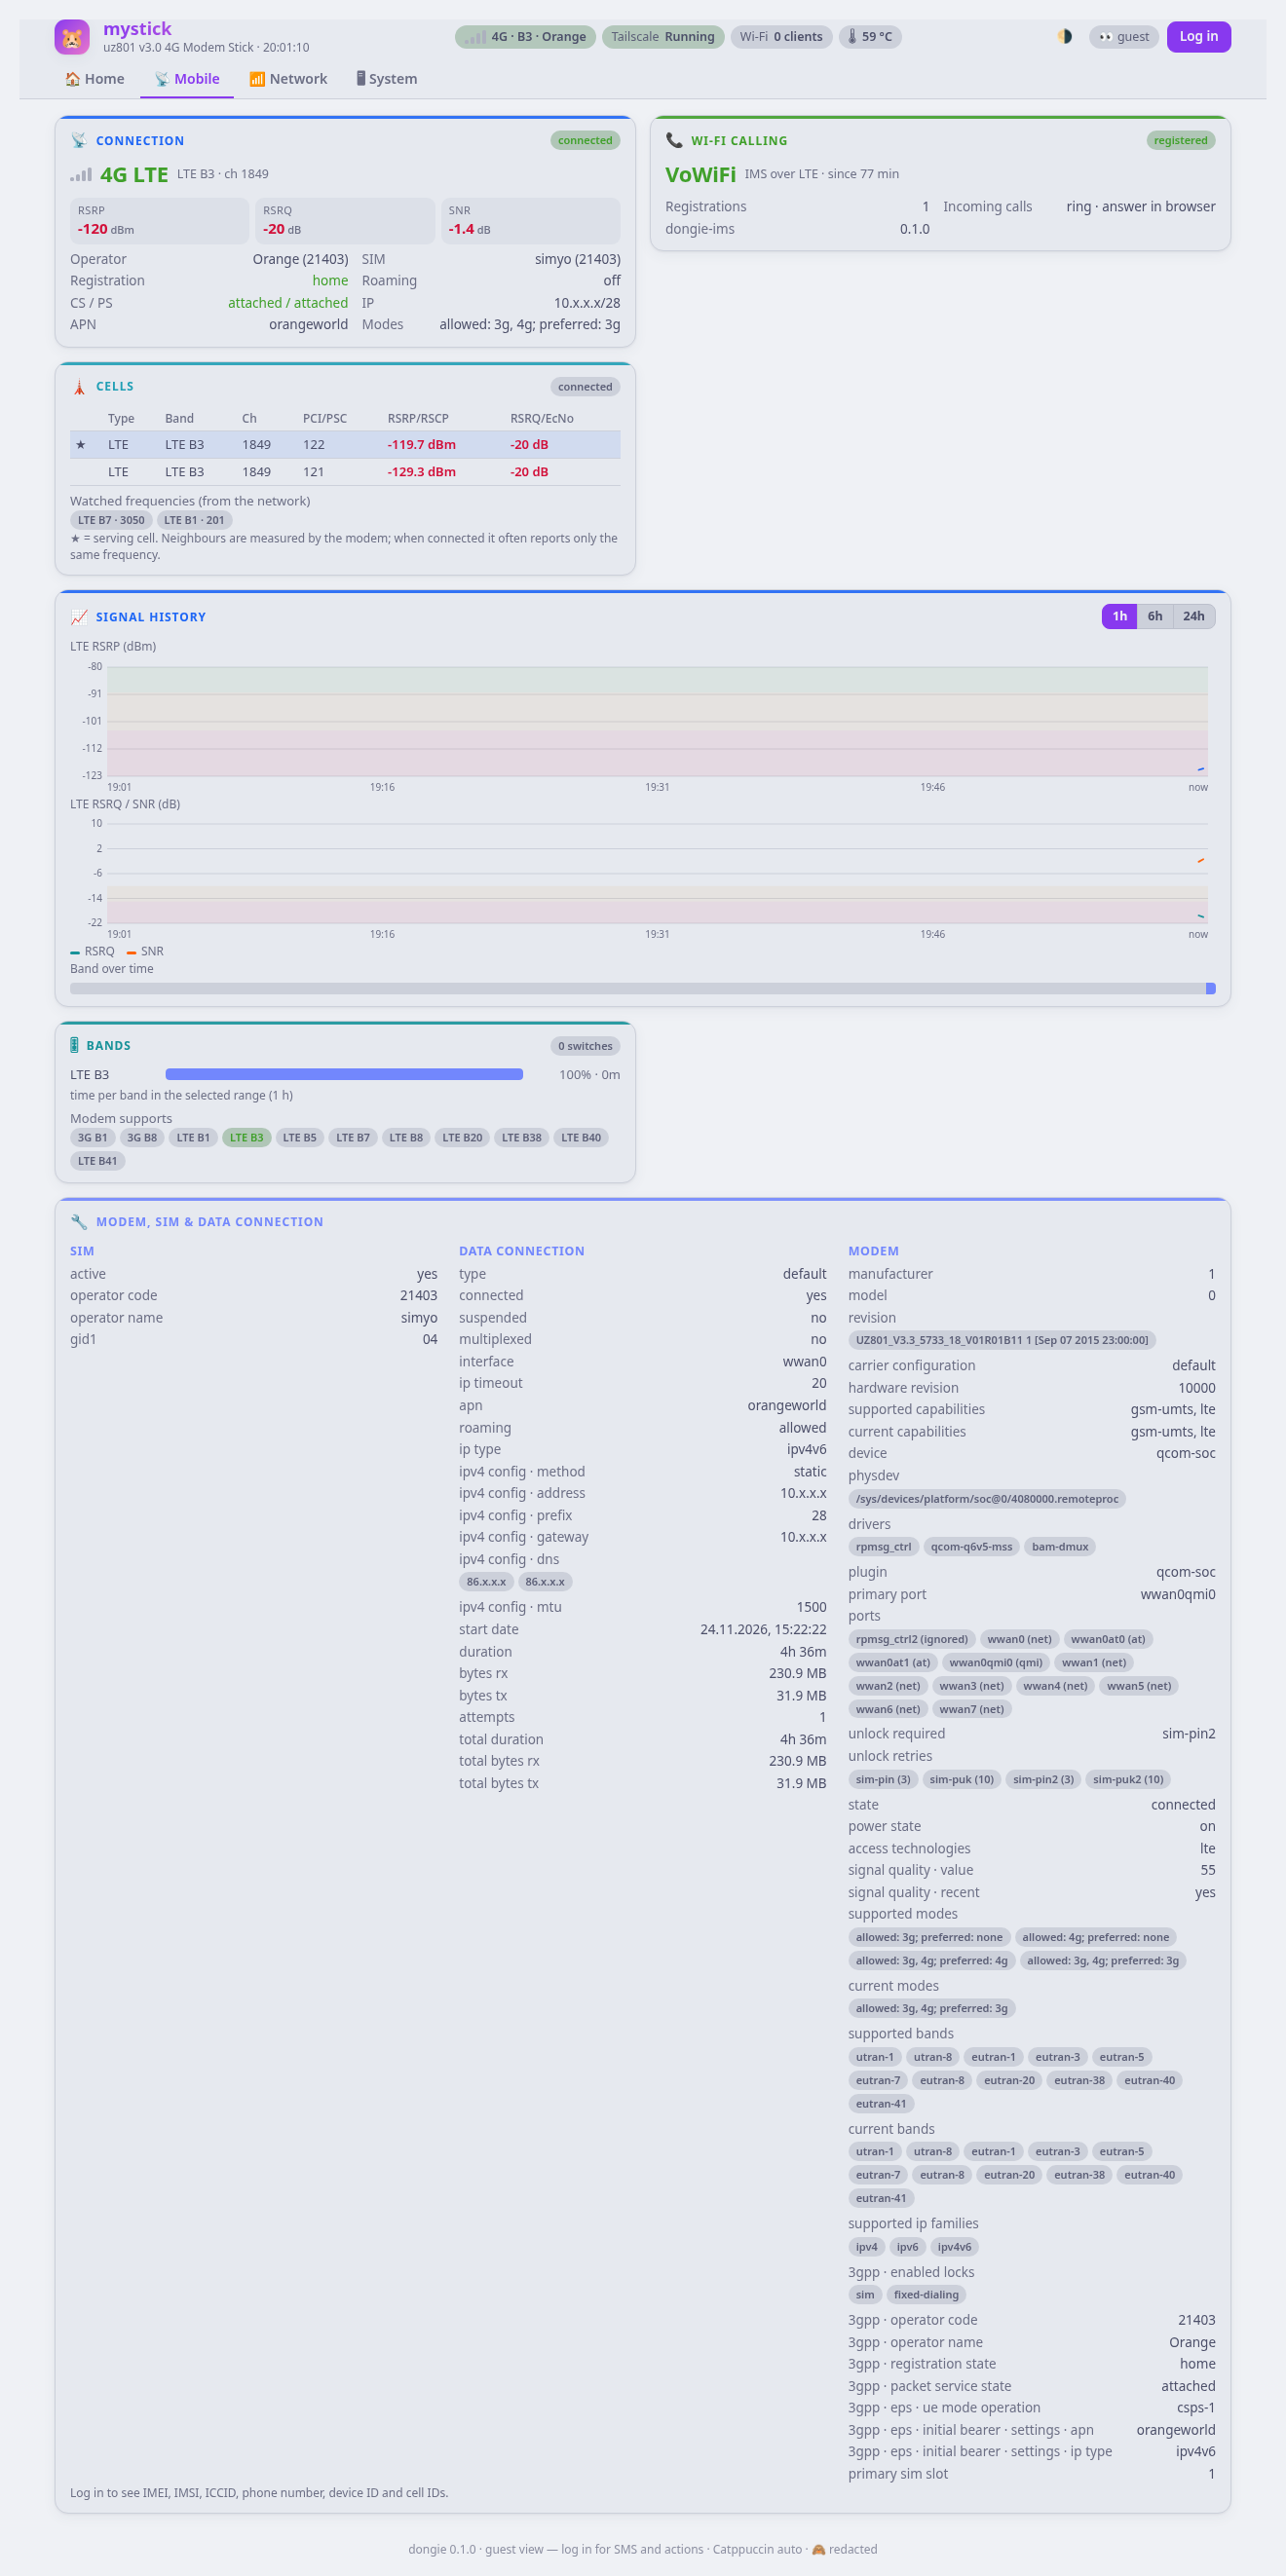 mystick
uz801 v3.0 4G Modem Stick · 20:01:10
4G · B3 · Orange
Tailscale Running
Wi-Fi 0 clients
59 °C
guest
Log in
Home
Mobile
Network
System
CONNECTION
connected
4G LTE LTE B3 · ch 1849
RSRP
-120 dBm
RSRQ
-20 dB
SNR
-1.4 dB
Operator Orange (21403) SIM simyo (21403)
Registration home Roaming off
CS / PS attached / attached IP 10.x.x.x/28
APN orangeworld Modes allowed: 3g, 4g; preferred: 3g
WI-FI CALLING
registered
VoWiFi IMS over LTE · since 77 min
Registrations 1 Incoming calls ring · answer in browser
dongie-ims 0.1.0
CELLS
connected
Type Band Ch PCI/PSC RSRP/RSCP RSRQ/EcNo
★ LTE LTE B3 1849 122 -119.7 dBm -20 dB
LTE LTE B3 1849 121 -129.3 dBm -20 dB
Watched frequencies (from the network)
LTE B7 · 3050 LTE B1 · 201
★ = serving cell. Neighbours are measured by the modem; when connected it often reports only the
same frequency.
SIGNAL HISTORY
1h 6h 24h
LTE RSRP (dBm)
-80
-91
-101
-112
-123
19:01 19:16 19:31 19:46 now
LTE RSRQ / SNR (dB)
10
2
-6
-14
-22
19:01 19:16 19:31 19:46 now
RSRQ SNR
Band over time
BANDS
0 switches
LTE B3 100% · 0m
time per band in the selected range (1 h)
Modem supports
3G B1 3G B8 LTE B1 LTE B3 LTE B5 LTE B7 LTE B8 LTE B20 LTE B38 LTE B40
LTE B41
MODEM, SIM & DATA CONNECTION
SIM
active yes
operator code 21403
operator name simyo
gid1 04
DATA CONNECTION
type default
connected yes
suspended no
multiplexed no
interface wwan0
ip timeout 20
apn orangeworld
roaming allowed
ip type ipv4v6
ipv4 config · method static
ipv4 config · address 10.x.x.x
ipv4 config · prefix 28
ipv4 config · gateway 10.x.x.x
ipv4 config · dns
86.x.x.x 86.x.x.x
ipv4 config · mtu 1500
start date 24.11.2026, 15:22:22
duration 4h 36m
bytes rx 230.9 MB
bytes tx 31.9 MB
attempts 1
total duration 4h 36m
total bytes rx 230.9 MB
total bytes tx 31.9 MB
MODEM
manufacturer 1
model 0
revision
UZ801_V3.3_5733_18_V01R01B11 1 [Sep 07 2015 23:00:00]
carrier configuration default
hardware revision 10000
supported capabilities gsm-umts, lte
current capabilities gsm-umts, lte
device qcom-soc
physdev
/sys/devices/platform/soc@0/4080000.remoteproc
drivers
rpmsg_ctrl qcom-q6v5-mss bam-dmux
plugin qcom-soc
primary port wwan0qmi0
ports
rpmsg_ctrl2 (ignored) wwan0 (net) wwan0at0 (at)
wwan0at1 (at) wwan0qmi0 (qmi) wwan1 (net)
wwan2 (net) wwan3 (net) wwan4 (net) wwan5 (net)
wwan6 (net) wwan7 (net)
unlock required sim-pin2
unlock retries
sim-pin (3) sim-puk (10) sim-pin2 (3) sim-puk2 (10)
state connected
power state on
access technologies lte
signal quality · value 55
signal quality · recent yes
supported modes
allowed: 3g; preferred: none allowed: 4g; preferred: none
allowed: 3g, 4g; preferred: 4g allowed: 3g, 4g; preferred: 3g
current modes
allowed: 3g, 4g; preferred: 3g
supported bands
utran-1 utran-8 eutran-1 eutran-3 eutran-5
eutran-7 eutran-8 eutran-20 eutran-38 eutran-40
eutran-41
current bands
utran-1 utran-8 eutran-1 eutran-3 eutran-5
eutran-7 eutran-8 eutran-20 eutran-38 eutran-40
eutran-41
supported ip families
ipv4 ipv6 ipv4v6
3gpp · enabled locks
sim fixed-dialing
3gpp · operator code 21403
3gpp · operator name Orange
3gpp · registration state home
3gpp · packet service state attached
3gpp · eps · ue mode operation csps-1
3gpp · eps · initial bearer · settings · apn orangeworld
3gpp · eps · initial bearer · settings · ip type ipv4v6
primary sim slot 1
Log in to see IMEI, IMSI, ICCID, phone number, device ID and cell IDs.
dongie 0.1.0 · guest view — log in for SMS and actions · Catppuccin auto · 🙈 redacted